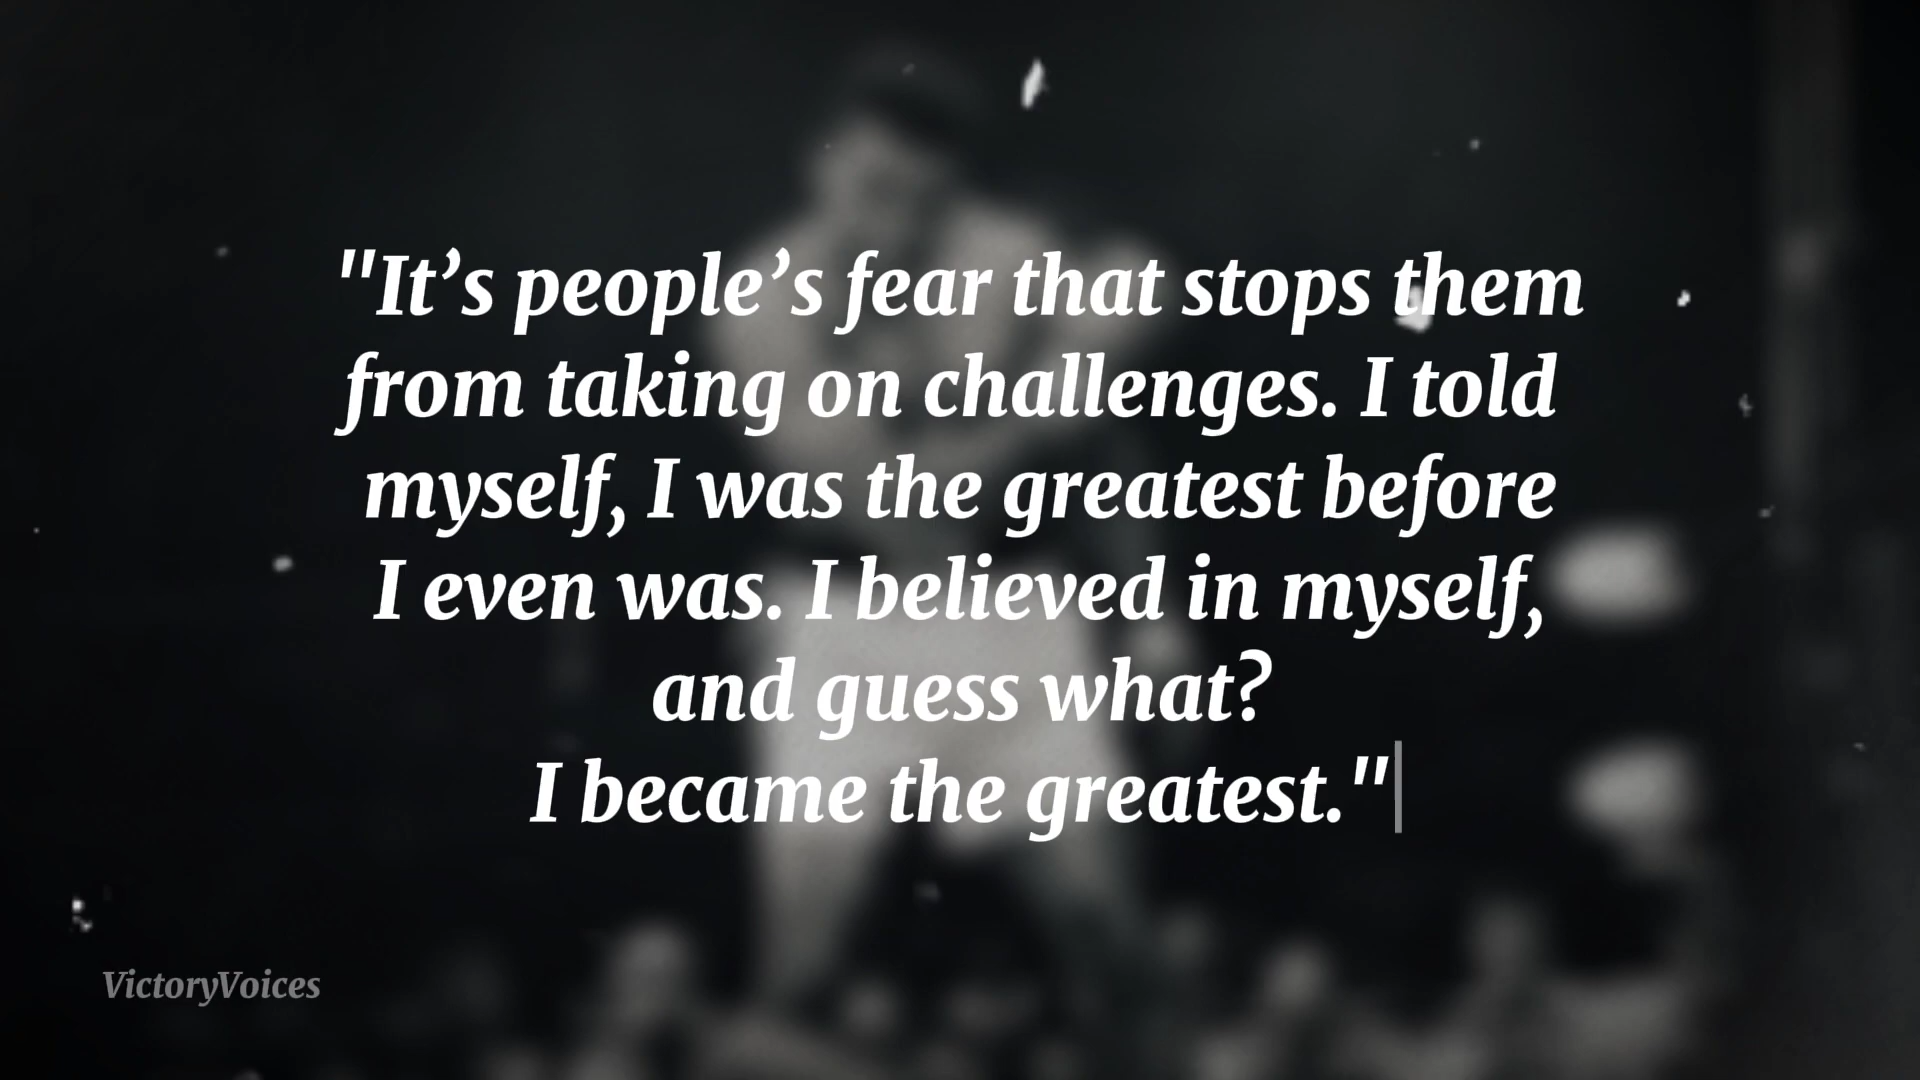 "It’s people’s fear that stops them
from taking on challenges. I told
myself, I was the greatest before
I even was. I believed in myself,
and guess what?
I became the greatest."
VictoryVoices